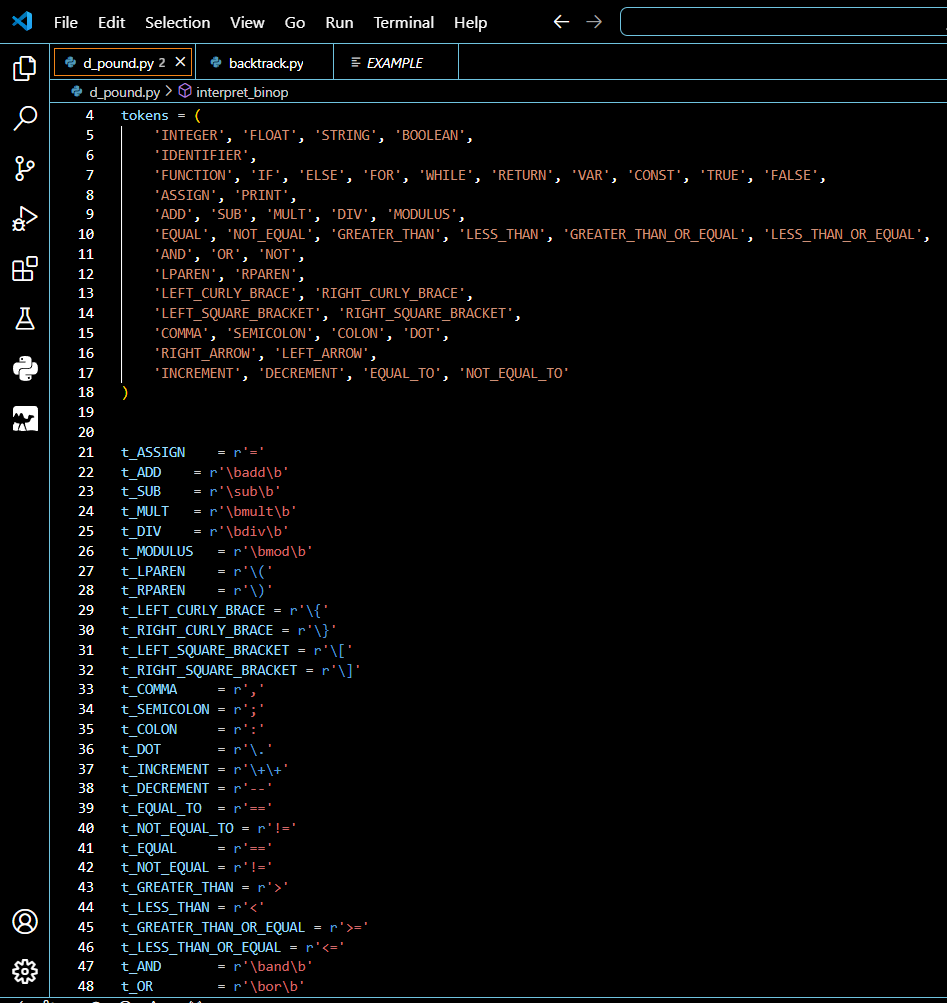 File Edit Selection View Go Run Terminal Help
d_pound.py 2 backtrack.py EXAMPLE
d_pound.py > interpret_binop
4 tokens = (
5 'INTEGER', 'FLOAT', 'STRING', 'BOOLEAN',
6 'IDENTIFIER',
7 'FUNCTION', 'IF', 'ELSE', 'FOR', 'WHILE', 'RETURN', 'VAR', 'CONST', 'TRUE', 'FALSE',
8 'ASSIGN', 'PRINT',
9 'ADD', 'SUB', 'MULT', 'DIV', 'MODULUS',
10 'EQUAL', 'NOT_EQUAL', 'GREATER_THAN', 'LESS_THAN', 'GREATER_THAN_OR_EQUAL', 'LESS_THAN_OR_EQUAL',
11 'AND', 'OR', 'NOT',
12 'LPAREN', 'RPAREN',
13 'LEFT_CURLY_BRACE', 'RIGHT_CURLY_BRACE',
14 'LEFT_SQUARE_BRACKET', 'RIGHT_SQUARE_BRACKET',
15 'COMMA', 'SEMICOLON', 'COLON', 'DOT',
16 'RIGHT_ARROW', 'LEFT_ARROW',
17 'INCREMENT', 'DECREMENT', 'EQUAL_TO', 'NOT_EQUAL_TO'
18 )
19
20
21 t_ASSIGN = r'='
22 t_ADD = r'\badd\b'
23 t_SUB = r'\sub\b'
24 t_MULT = r'\bmult\b'
25 t_DIV = r'\bdiv\b'
26 t_MODULUS = r'\bmod\b'
27 t_LPAREN = r'\('
28 t_RPAREN = r'\)'
29 t_LEFT_CURLY_BRACE = r'\{'
30 t_RIGHT_CURLY_BRACE = r'\}'
31 t_LEFT_SQUARE_BRACKET = r'\['
32 t_RIGHT_SQUARE_BRACKET = r'\]'
33 t_COMMA = r','
34 t_SEMICOLON = r';'
35 t_COLON = r':'
36 t_DOT = r'\.'
37 t_INCREMENT = r'\+\+'
38 t_DECREMENT = r'--'
39 t_EQUAL_TO = r'=='
40 t_NOT_EQUAL_TO = r'!='
41 t_EQUAL = r'=='
42 t_NOT_EQUAL = r'!='
43 t_GREATER_THAN = r'>'
44 t_LESS_THAN = r'<'
45 t_GREATER_THAN_OR_EQUAL = r'>='
46 t_LESS_THAN_OR_EQUAL = r'<='
47 t_AND = r'\band\b'
48 t_OR = r'\bor\b'